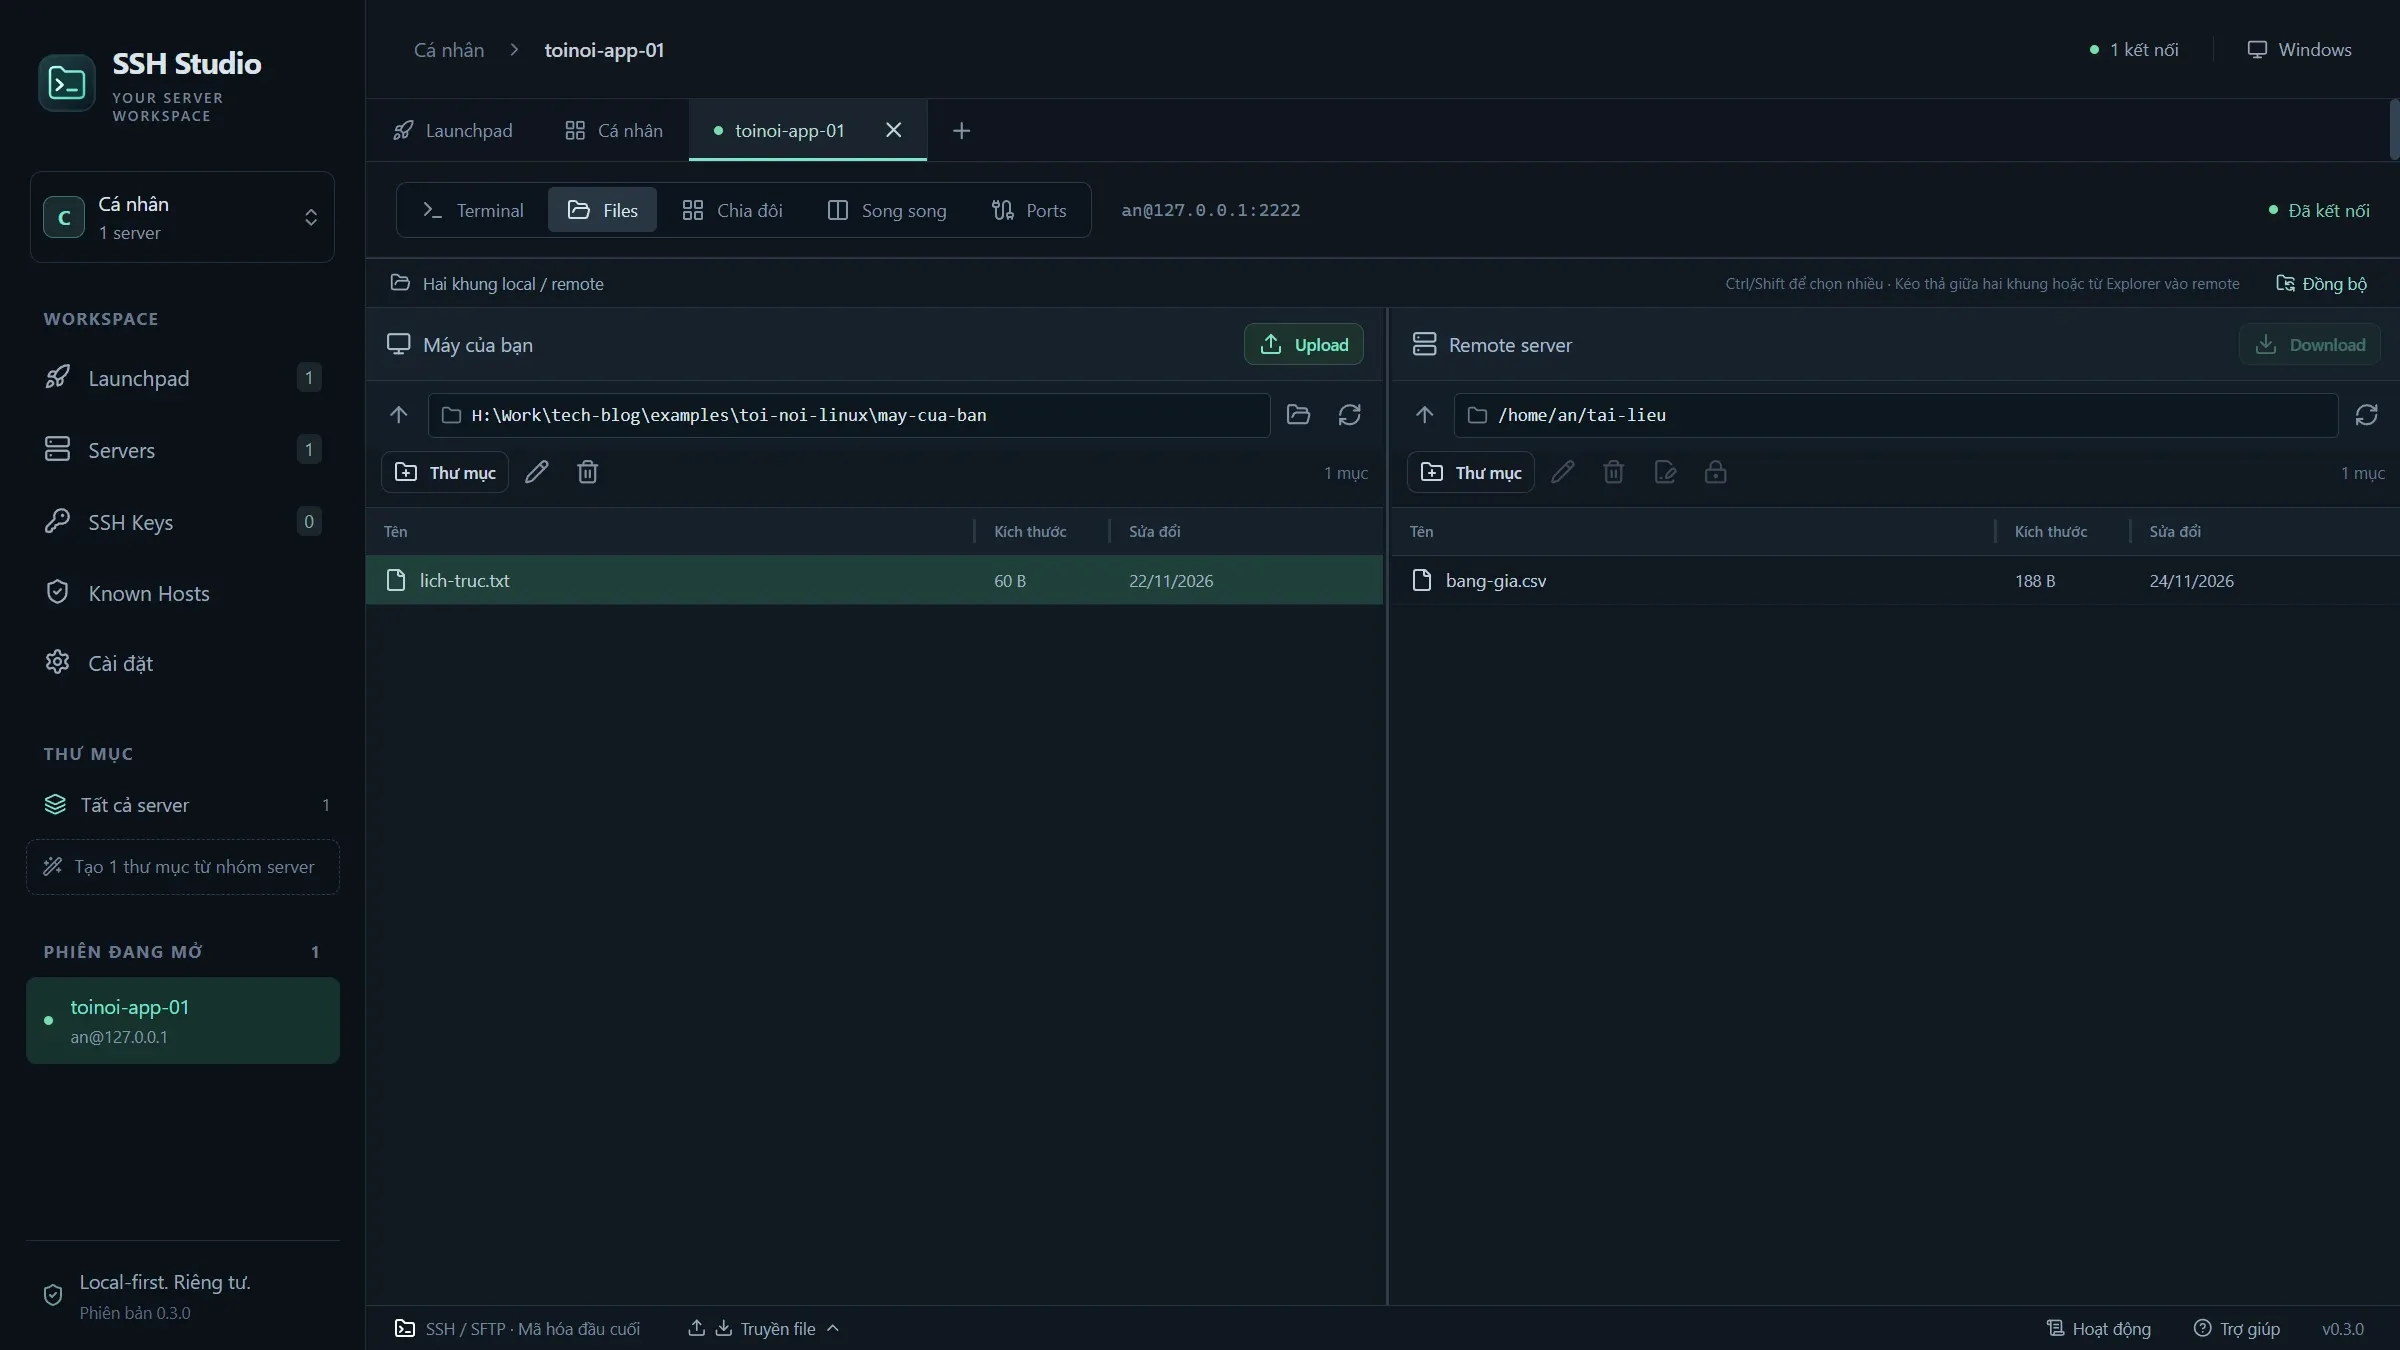 SSH Studio
YOUR SERVER
WORKSPACE
C
Cá nhân
1 server
WORKSPACE
Launchpad 1
Servers 1
SSH Keys 0
Known Hosts
Cài đặt
THƯ MỤC
Tất cả server 1
Tạo 1 thư mục từ nhóm server
PHIÊN ĐANG MỞ 1
toinoi-app-01
an@127.0.0.1
Local-first. Riêng tư.
Phiên bản 0.3.0
Cá nhân toinoi-app-01
1 kết nối
Windows
Launchpad
Cá nhân
toinoi-app-01
Terminal
Files
Chia đôi
Song song
Ports
an@127.0.0.1:2222
Đã kết nối
Hai khung local / remote
Ctrl/Shift để chọn nhiều · Kéo thả giữa hai khung hoặc từ Explorer vào remote
Đồng bộ
Máy của bạn
Upload
H:\Work\tech-blog\examples\toi-noi-linux\may-cua-ban
Thư mục
1 mục
Tên Kích thước Sửa đổi
lich-truc.txt 60 B 22/11/2026
Remote server
Download
/home/an/tai-lieu
Thư mục
1 mục
Tên Kích thước Sửa đổi
bang-gia.csv 188 B 24/11/2026
SSH / SFTP · Mã hóa đầu cuối
Truyền file
Hoạt động
Trợ giúp
v0.3.0